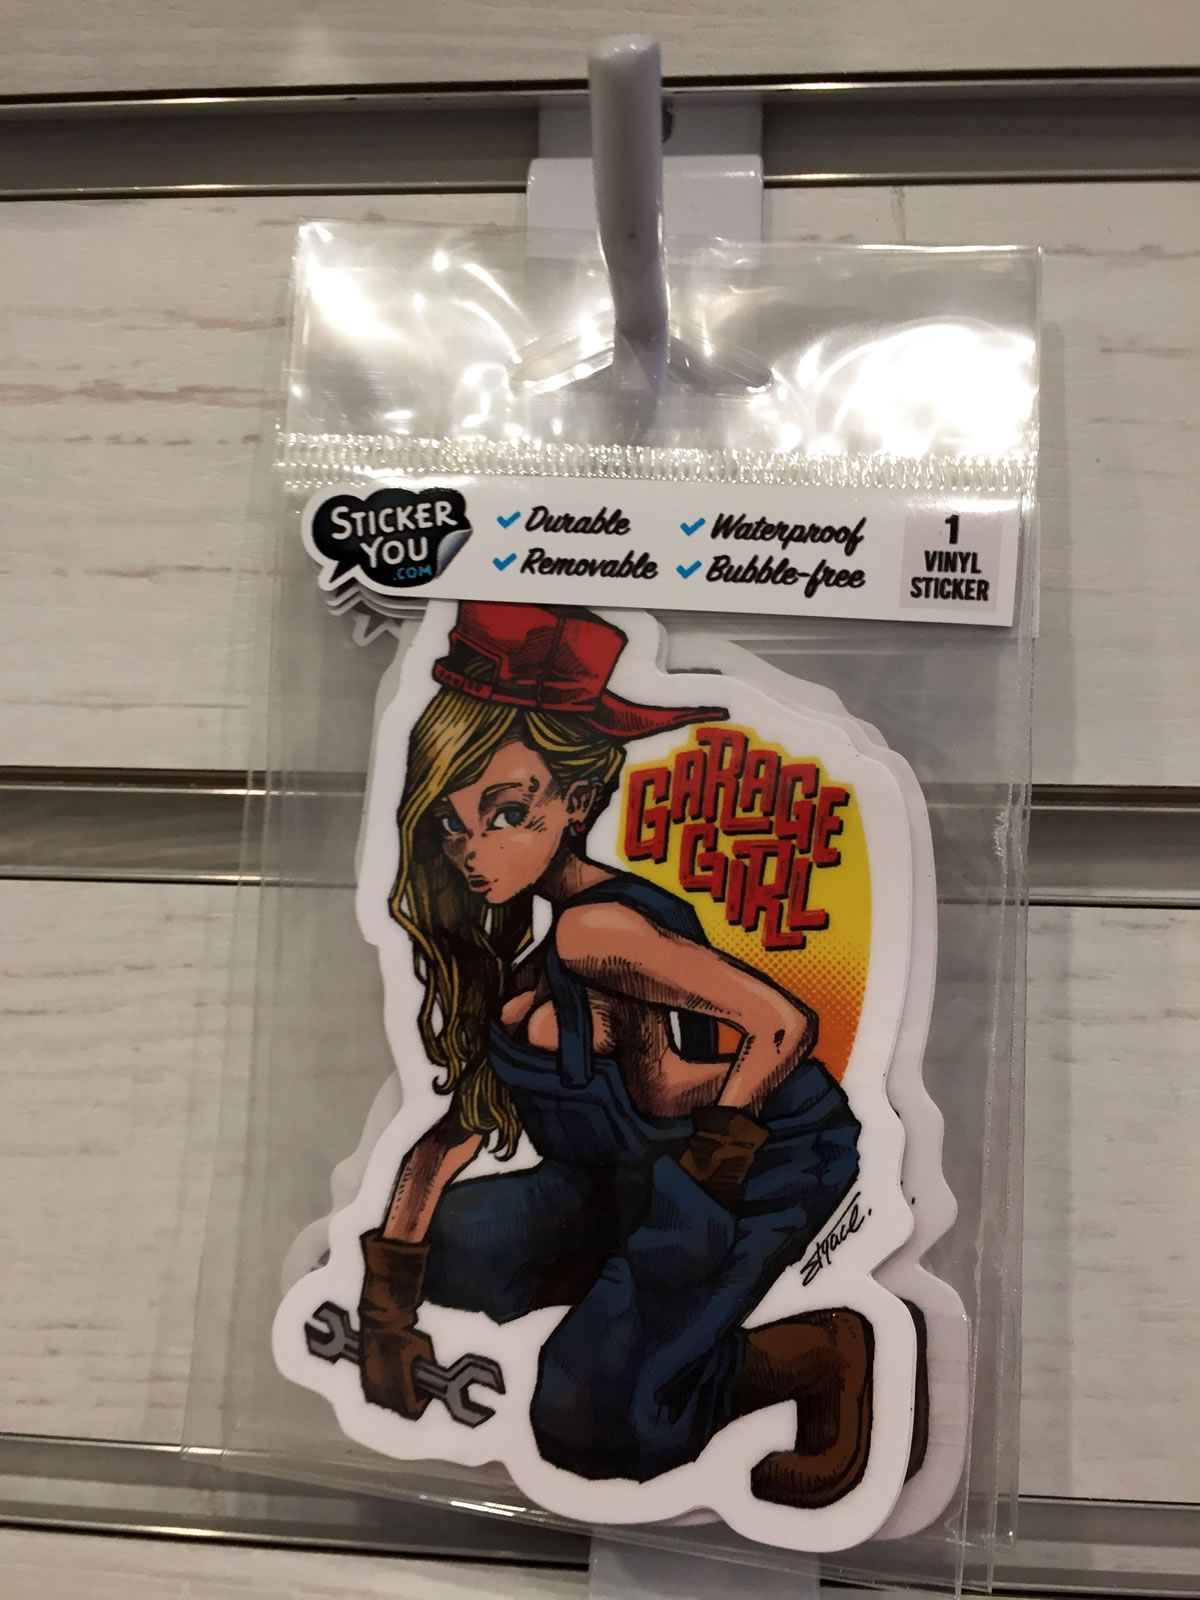 STICKER
YOU
.COM
Durable
Waterproof
Removable
Bubble-free
1
VINYL
STICKER
GARAGE
GIRL